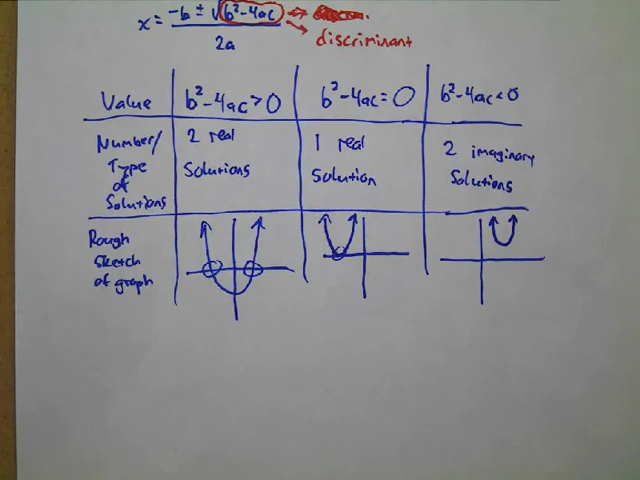 x = -b ± √b²-4ac
2a
discriminant
Value b²-4ac>0 b²-4ac=0 b²-4ac<0
Number/ 2 real 1 real 2 imaginary
Type Solutions Solution Solutions
of
Solutions
Rough
sketch
of graph